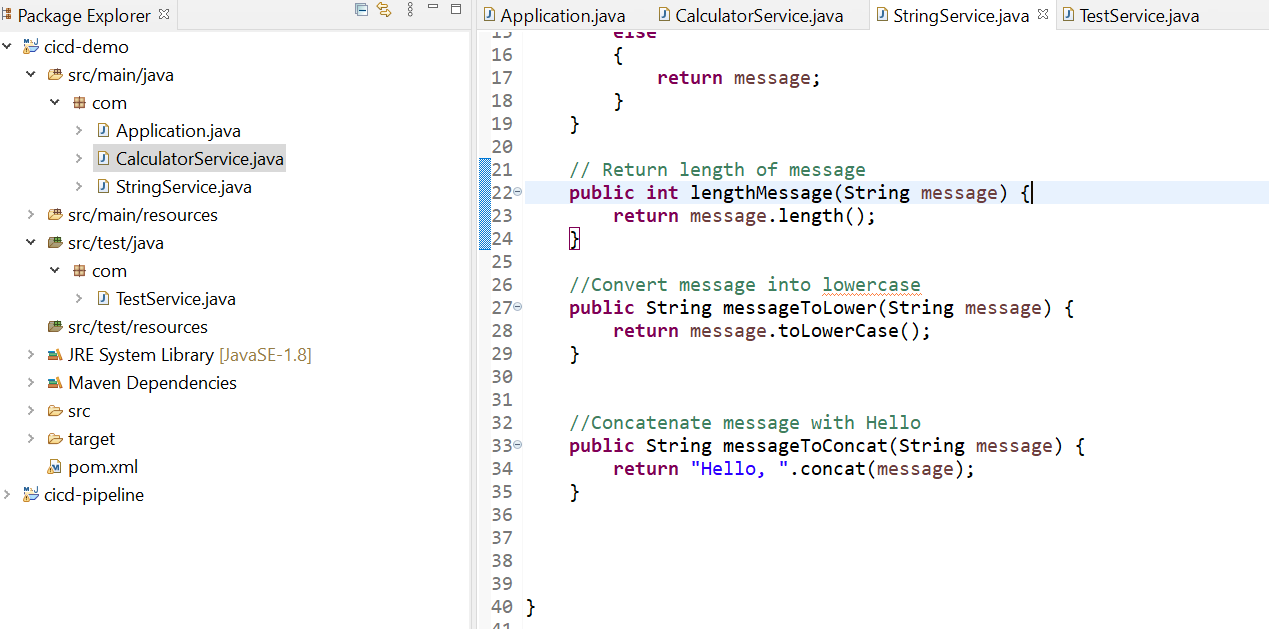 Package Explorer
cicd-demo
src/main/java
com
Application.java
CalculatorService.java
StringService.java
src/main/resources
src/test/java
com
TestService.java
src/test/resources
JRE System Library [JavaSE-1.8]
Maven Dependencies
src
target
pom.xml
cicd-pipeline
Application.java CalculatorService.java StringService.java TestService.java
15 else
16 {
17 return message;
18 }
19 }
20
21 // Return length of message
22 public int lengthMessage(String message) {
23 return message.length();
24 }
25
26 //Convert message into lowercase
27 public String messageToLower(String message) {
28 return message.toLowerCase();
29 }
30
31
32 //Concatenate message with Hello
33 public String messageToConcat(String message) {
34 return "Hello, ".concat(message);
35 }
36
37
38
39
40 }
41